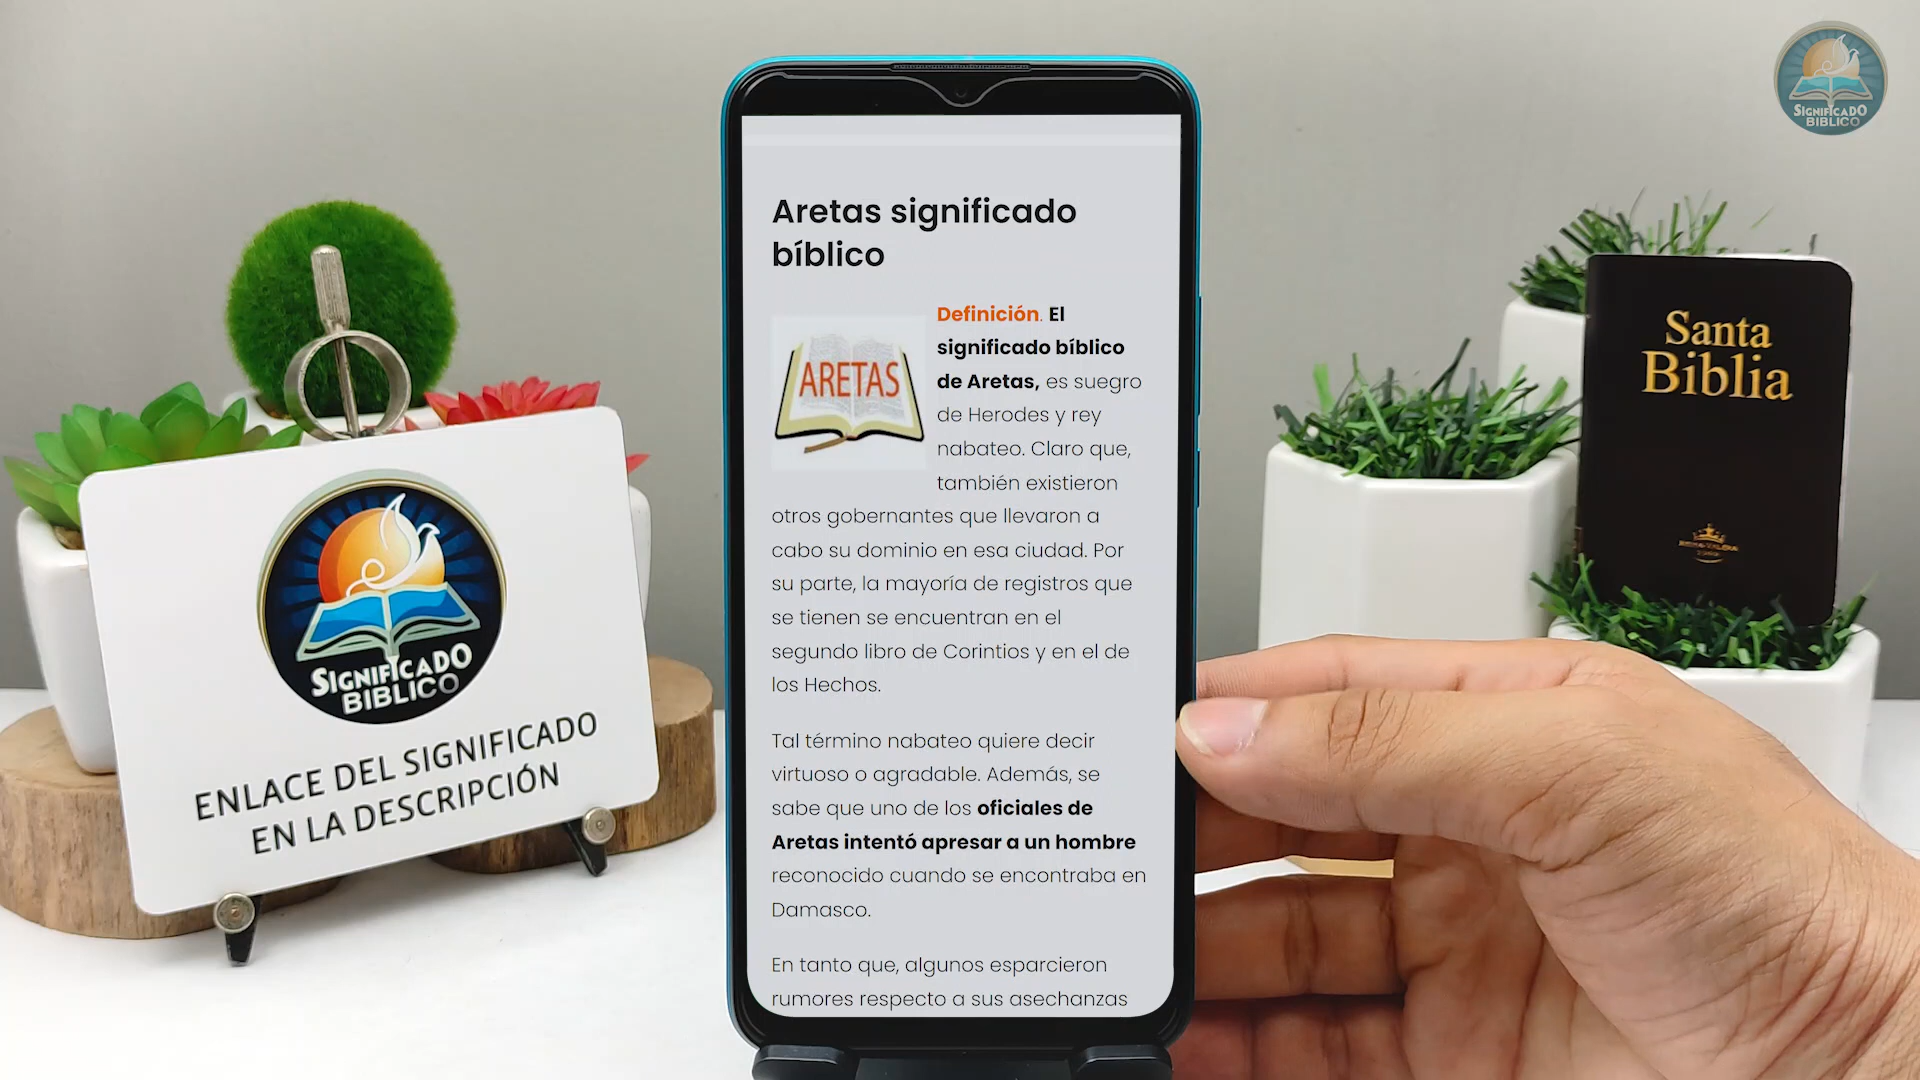 SIGNIFICADO
BIBLICO
Aretas significado
bíblico
ARETAS
Definición. El
significado bíblico
de Aretas, es suegro
de Herodes y rey
nabateo. Claro que,
también existieron
otros gobernantes que llevaron a
cabo su dominio en esa ciudad. Por
su parte, la mayoría de registros que
se tienen se encuentran en el
segundo libro de Corintios y en el de
los Hechos.
Tal término nabateo quiere decir
virtuoso o agradable. Además, se
sabe que uno de los oficiales de
Aretas intentó apresar a un hombre
reconocido cuando se encontraba en
Damasco.
En tanto que, algunos esparcieron
rumores respecto a sus asechanzas
SIGNIFICADO
BIBLICO
ENLACE DEL SIGNIFICADO
EN LA DESCRIPCIÓN
Santa
Biblia